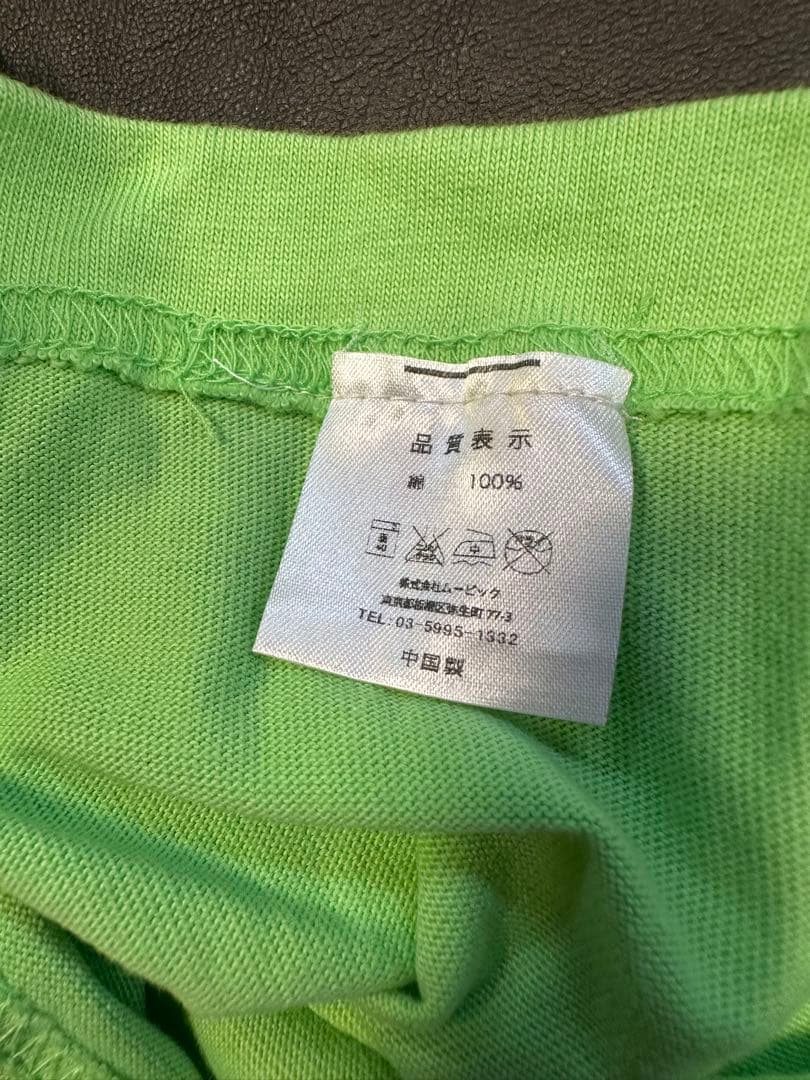 品質表示
綿 100%
中
株式会社ムービック
東京都板橋区弥生町77-3
TEL.03-5995-1332
中国製